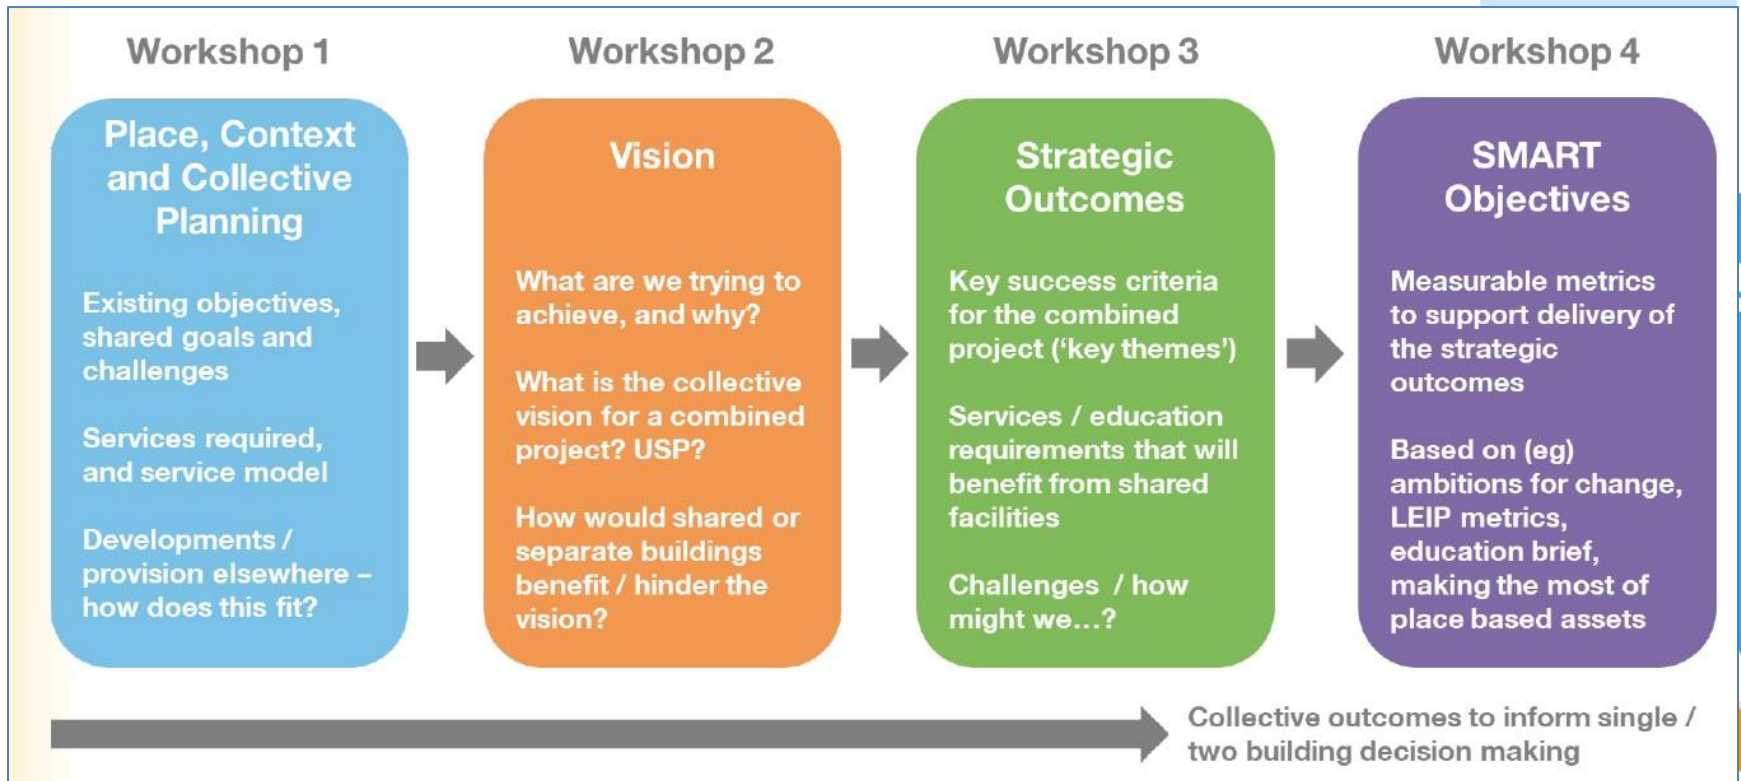 Workshop 1
Place, Context
and Collective
Planning
Existing objectives,
shared goals and
challenges
Services required,
and service model
Developments /
provision elsewhere –
how does this fit?
Workshop 2
Vision
What are we trying to
achieve, and why?
What is the collective
vision for a combined
project? USP?
How would shared or
separate buildings
benefit / hinder the
vision?
Workshop 3
Strategic
Outcomes
Key success criteria
for the combined
project (‘key themes’)
Services / education
requirements that will
benefit from shared
facilities
Challenges / how
might we…?
Workshop 4
SMART
Objectives
Measurable metrics
to support delivery of
the strategic
outcomes
Based on (eg)
ambitions for change,
LEIP metrics,
education brief,
making the most of
place based assets
Collective outcomes to inform single /
two building decision making